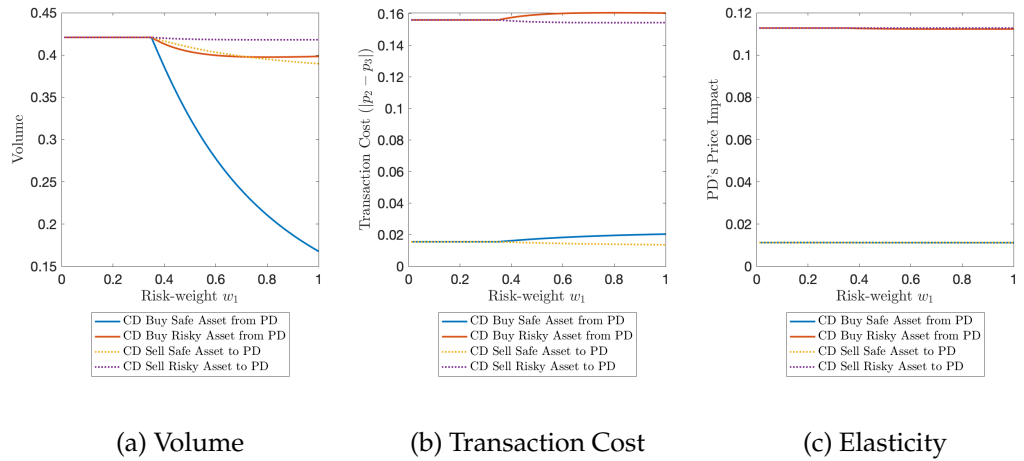 0.45
0.4
0.35
0.3
0.25
0.2
0.15
Volume
0 0.2 0.4 0.6 0.8 1
Risk-weight w₁
CD Buy Safe Asset from PD
CD Buy Risky Asset from PD
CD Sell Safe Asset to PD
CD Sell Risky Asset to PD
(a) Volume
0.16
0.14
0.12
0.1
0.08
0.06
0.04
0.02
0
Transaction Cost (|p₂ − p₃|)
0 0.2 0.4 0.6 0.8 1
Risk-weight w₁
CD Buy Safe Asset from PD
CD Buy Risky Asset from PD
CD Sell Safe Asset to PD
CD Sell Risky Asset to PD
(b) Transaction Cost
0.12
0.1
0.08
0.06
0.04
0.02
0
PD's Price Impact
0 0.2 0.4 0.6 0.8 1
Risk-weight w₁
CD Buy Safe Asset from PD
CD Buy Risky Asset from PD
CD Sell Safe Asset to PD
CD Sell Risky Asset to PD
(c) Elasticity